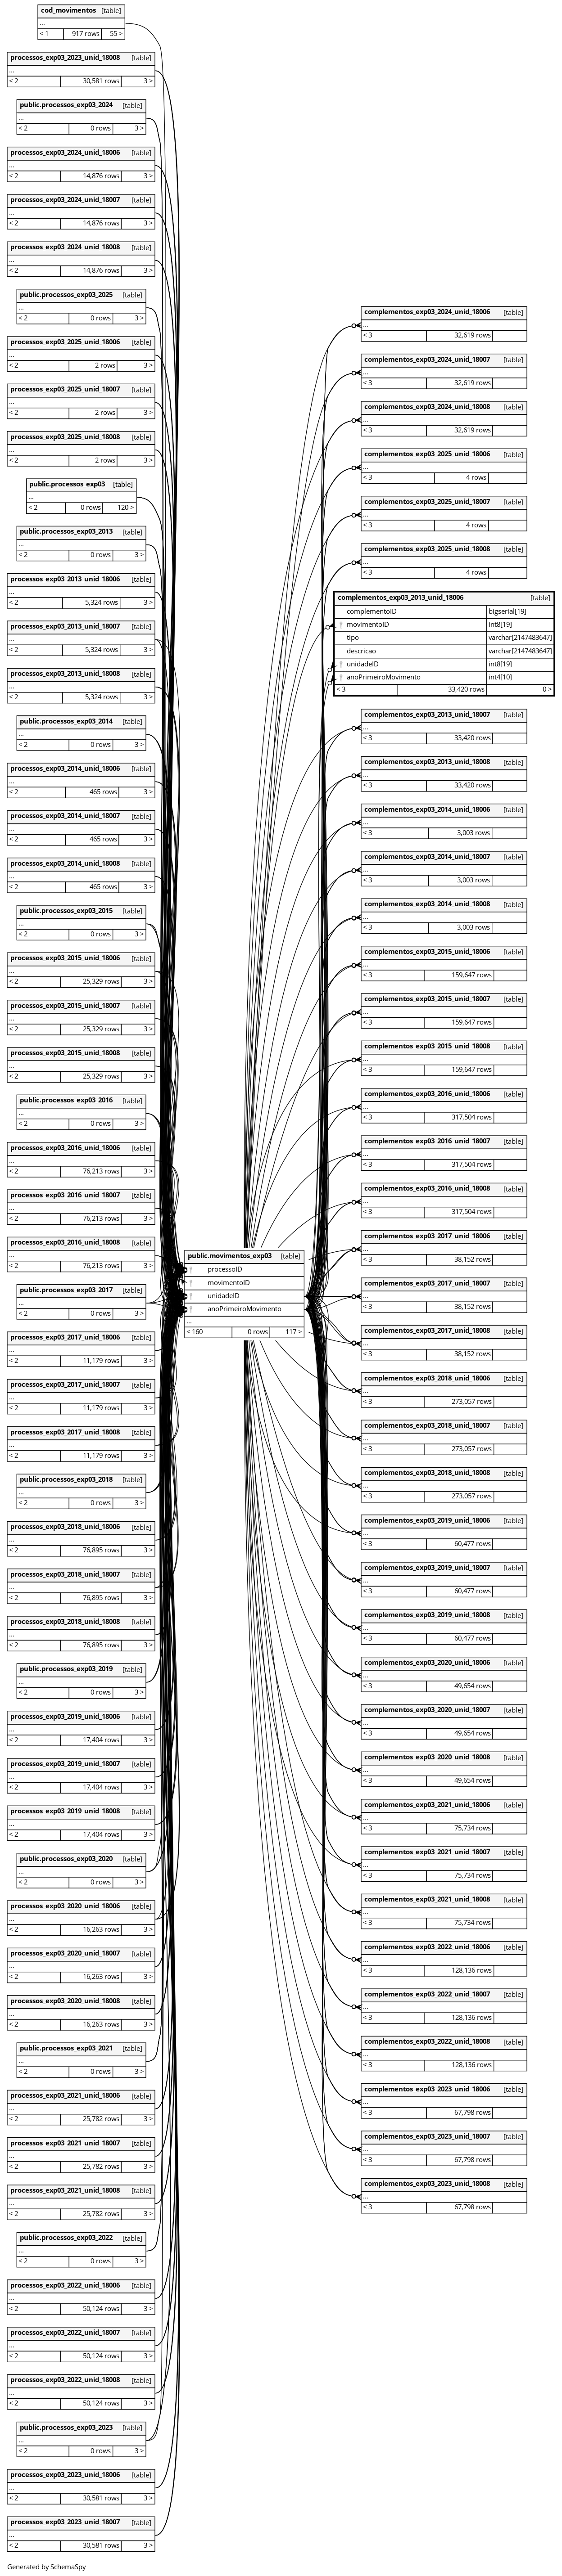 cod_movimentos [table]
...
< 1 917 rows 55 >
processos_exp03_2023_unid_18008 [table]
...
< 2 30,581 rows 3 >
public.processos_exp03_2024 [table]
...
< 2 0 rows 3 >
processos_exp03_2024_unid_18006 [table]
...
< 2 14,876 rows 3 >
processos_exp03_2024_unid_18007 [table]
...
< 2 14,876 rows 3 >
processos_exp03_2024_unid_18008 [table]
...
< 2 14,876 rows 3 >
public.processos_exp03_2025 [table]
...
< 2 0 rows 3 >
processos_exp03_2025_unid_18006 [table]
...
< 2 2 rows 3 >
processos_exp03_2025_unid_18007 [table]
...
< 2 2 rows 3 >
processos_exp03_2025_unid_18008 [table]
...
< 2 2 rows 3 >
public.processos_exp03 [table]
...
< 2 0 rows 120 >
public.processos_exp03_2013 [table]
...
< 2 0 rows 3 >
processos_exp03_2013_unid_18006 [table]
...
< 2 5,324 rows 3 >
processos_exp03_2013_unid_18007 [table]
...
< 2 5,324 rows 3 >
processos_exp03_2013_unid_18008 [table]
...
< 2 5,324 rows 3 >
public.processos_exp03_2014 [table]
...
< 2 0 rows 3 >
processos_exp03_2014_unid_18006 [table]
...
< 2 465 rows 3 >
processos_exp03_2014_unid_18007 [table]
...
< 2 465 rows 3 >
processos_exp03_2014_unid_18008 [table]
...
< 2 465 rows 3 >
public.processos_exp03_2015 [table]
...
< 2 0 rows 3 >
processos_exp03_2015_unid_18006 [table]
...
< 2 25,329 rows 3 >
processos_exp03_2015_unid_18007 [table]
...
< 2 25,329 rows 3 >
processos_exp03_2015_unid_18008 [table]
...
< 2 25,329 rows 3 >
public.processos_exp03_2016 [table]
...
< 2 0 rows 3 >
processos_exp03_2016_unid_18006 [table]
...
< 2 76,213 rows 3 >
processos_exp03_2016_unid_18007 [table]
...
< 2 76,213 rows 3 >
processos_exp03_2016_unid_18008 [table]
...
< 2 76,213 rows 3 >
public.processos_exp03_2017 [table]
...
< 2 0 rows 3 >
processos_exp03_2017_unid_18006 [table]
...
< 2 11,179 rows 3 >
processos_exp03_2017_unid_18007 [table]
...
< 2 11,179 rows 3 >
processos_exp03_2017_unid_18008 [table]
...
< 2 11,179 rows 3 >
public.processos_exp03_2018 [table]
...
< 2 0 rows 3 >
processos_exp03_2018_unid_18006 [table]
...
< 2 76,895 rows 3 >
processos_exp03_2018_unid_18007 [table]
...
< 2 76,895 rows 3 >
processos_exp03_2018_unid_18008 [table]
...
< 2 76,895 rows 3 >
public.processos_exp03_2019 [table]
...
< 2 0 rows 3 >
processos_exp03_2019_unid_18006 [table]
...
< 2 17,404 rows 3 >
processos_exp03_2019_unid_18007 [table]
...
< 2 17,404 rows 3 >
processos_exp03_2019_unid_18008 [table]
...
< 2 17,404 rows 3 >
public.processos_exp03_2020 [table]
...
< 2 0 rows 3 >
processos_exp03_2020_unid_18006 [table]
...
< 2 16,263 rows 3 >
processos_exp03_2020_unid_18007 [table]
...
< 2 16,263 rows 3 >
processos_exp03_2020_unid_18008 [table]
...
< 2 16,263 rows 3 >
public.processos_exp03_2021 [table]
...
< 2 0 rows 3 >
processos_exp03_2021_unid_18006 [table]
...
< 2 25,782 rows 3 >
processos_exp03_2021_unid_18007 [table]
...
< 2 25,782 rows 3 >
processos_exp03_2021_unid_18008 [table]
...
< 2 25,782 rows 3 >
public.processos_exp03_2022 [table]
...
< 2 0 rows 3 >
processos_exp03_2022_unid_18006 [table]
...
< 2 50,124 rows 3 >
processos_exp03_2022_unid_18007 [table]
...
< 2 50,124 rows 3 >
processos_exp03_2022_unid_18008 [table]
...
< 2 50,124 rows 3 >
public.processos_exp03_2023 [table]
...
< 2 0 rows 3 >
processos_exp03_2023_unid_18006 [table]
...
< 2 30,581 rows 3 >
processos_exp03_2023_unid_18007 [table]
...
< 2 30,581 rows 3 >
public.movimentos_exp03 [table]
processoID
movimentoID
unidadeID
anoPrimeiroMovimento
...
< 160 0 rows 117 >
complementos_exp03_2024_unid_18006 [table]
...
< 3 32,619 rows
complementos_exp03_2024_unid_18007 [table]
...
< 3 32,619 rows
complementos_exp03_2024_unid_18008 [table]
...
< 3 32,619 rows
complementos_exp03_2025_unid_18006 [table]
...
< 3 4 rows
complementos_exp03_2025_unid_18007 [table]
...
< 3 4 rows
complementos_exp03_2025_unid_18008 [table]
...
< 3 4 rows
complementos_exp03_2013_unid_18006 [table]
complementoID bigserial[19]
movimentoID int8[19]
tipo varchar[2147483647]
descricao varchar[2147483647]
unidadeID int8[19]
anoPrimeiroMovimento int4[10]
< 3 33,420 rows 0 >
complementos_exp03_2013_unid_18007 [table]
...
< 3 33,420 rows
complementos_exp03_2013_unid_18008 [table]
...
< 3 33,420 rows
complementos_exp03_2014_unid_18006 [table]
...
< 3 3,003 rows
complementos_exp03_2014_unid_18007 [table]
...
< 3 3,003 rows
complementos_exp03_2014_unid_18008 [table]
...
< 3 3,003 rows
complementos_exp03_2015_unid_18006 [table]
...
< 3 159,647 rows
complementos_exp03_2015_unid_18007 [table]
...
< 3 159,647 rows
complementos_exp03_2015_unid_18008 [table]
...
< 3 159,647 rows
complementos_exp03_2016_unid_18006 [table]
...
< 3 317,504 rows
complementos_exp03_2016_unid_18007 [table]
...
< 3 317,504 rows
complementos_exp03_2016_unid_18008 [table]
...
< 3 317,504 rows
complementos_exp03_2017_unid_18006 [table]
...
< 3 38,152 rows
complementos_exp03_2017_unid_18007 [table]
...
< 3 38,152 rows
complementos_exp03_2017_unid_18008 [table]
...
< 3 38,152 rows
complementos_exp03_2018_unid_18006 [table]
...
< 3 273,057 rows
complementos_exp03_2018_unid_18007 [table]
...
< 3 273,057 rows
complementos_exp03_2018_unid_18008 [table]
...
< 3 273,057 rows
complementos_exp03_2019_unid_18006 [table]
...
< 3 60,477 rows
complementos_exp03_2019_unid_18007 [table]
...
< 3 60,477 rows
complementos_exp03_2019_unid_18008 [table]
...
< 3 60,477 rows
complementos_exp03_2020_unid_18006 [table]
...
< 3 49,654 rows
complementos_exp03_2020_unid_18007 [table]
...
< 3 49,654 rows
complementos_exp03_2020_unid_18008 [table]
...
< 3 49,654 rows
complementos_exp03_2021_unid_18006 [table]
...
< 3 75,734 rows
complementos_exp03_2021_unid_18007 [table]
...
< 3 75,734 rows
complementos_exp03_2021_unid_18008 [table]
...
< 3 75,734 rows
complementos_exp03_2022_unid_18006 [table]
...
< 3 128,136 rows
complementos_exp03_2022_unid_18007 [table]
...
< 3 128,136 rows
complementos_exp03_2022_unid_18008 [table]
...
< 3 128,136 rows
complementos_exp03_2023_unid_18006 [table]
...
< 3 67,798 rows
complementos_exp03_2023_unid_18007 [table]
...
< 3 67,798 rows
complementos_exp03_2023_unid_18008 [table]
...
< 3 67,798 rows
Generated by SchemaSpy